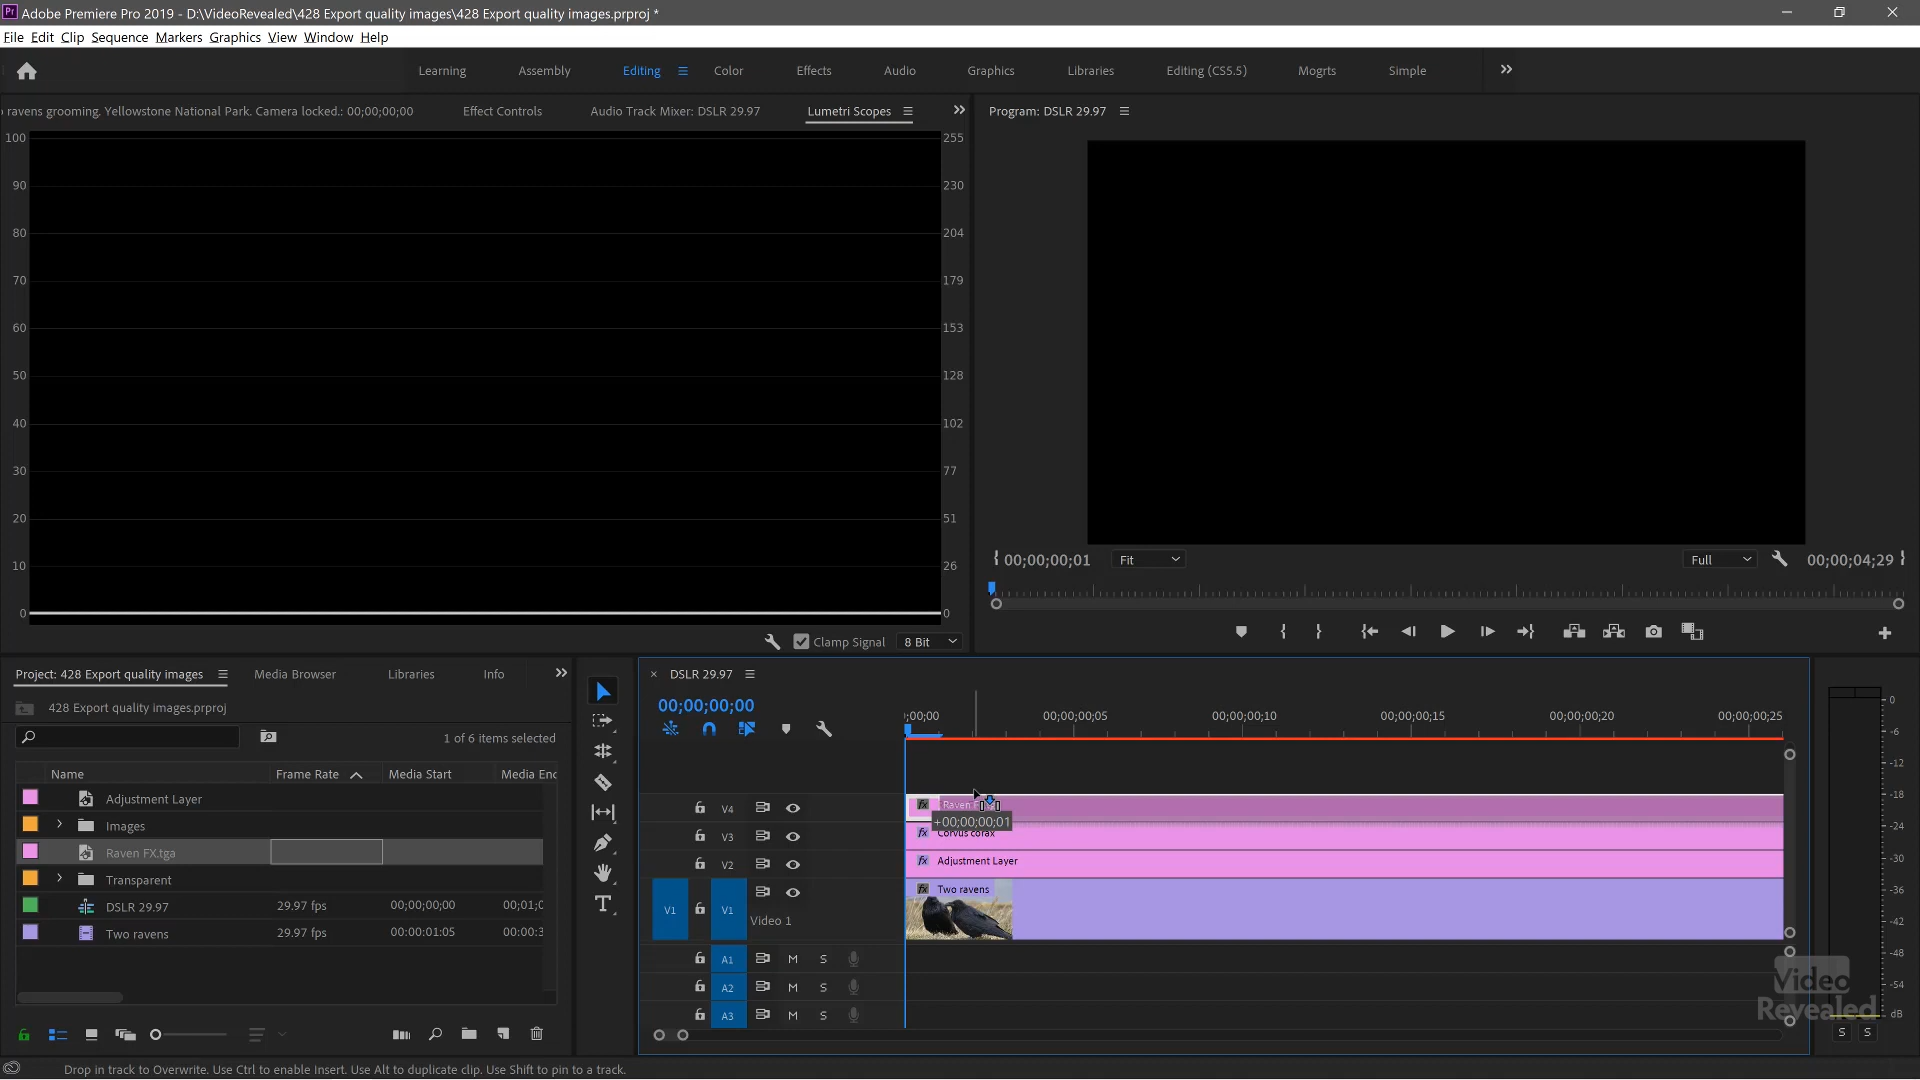 Adobe Premiere Pro 2019 - D:\VideoRevealed\428 Export quality images\428 Export quality images.prproj *
File Edit Clip Sequence Markers Graphics View Window Help
Learning Assembly Editing Color Effects Audio Graphics Libraries Editing (CS5.5) Mogrts Simple
ravens grooming. Yellowstone National Park. Camera locked.: 00;00;00;00 Effect Controls Audio Track Mixer: DSLR 29.97 Lumetri Scopes
Program: DSLR 29.97
100 255
90 230
80 204
70 179
60 153
50 128
40 102
30 77
20 51
10 26
0 0
Clamp Signal 8 Bit
00;00;00;01 Fit Full 00;00;04;29
Project: 428 Export quality images Media Browser Libraries Info
428 Export quality images.prproj
1 of 6 items selected
Name Frame Rate Media Start Media Enc
Adjustment Layer
Images
Raven FX.tga
Transparent
DSLR 29.97 29.97 fps 00;00;00;00 00;01;0
Two ravens 29.97 fps 00:00:01:05 00:00:3
DSLR 29.97
00;00;00;00
;00;00 00;00;00;05 00;00;00;10 00;00;00;15 00;00;00;20 00;00;00;25
V4 fx
+00;00;00;01
V3 fx Corvus corax
V2 fx Adjustment Layer
V1 V1 Video 1 fx Two ravens
A1 M S
A2 M S
A3 M S
0
-6
-12
-18
-24
-30
-36
-42
-48
-54
dB
S S
Video
Revealed
Drop in track to Overwrite. Use Ctrl to enable Insert. Use Alt to duplicate clip. Use Shift to pin to a track.